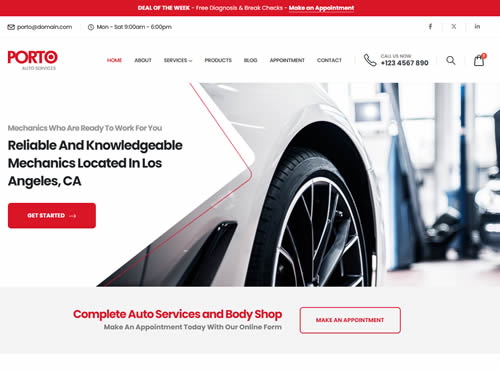 DEAL OF THE WEEK - Free Diagnosis & Break Checks - Make an Appointment
porto@domain.com Mon - Sat 9:00am - 6:00pm
PORTO
AUTO SERVICES
HOME ABOUT SERVICES PRODUCTS BLOG APPOINTMENT CONTACT
CALL US NOW
+123 4567 890
Mechanics Who Are Ready To Work For You
Reliable And Knowledgeable
Mechanics Located In Los
Angeles, CA
GET STARTED
Complete Auto Services and Body Shop
Make An Appointment Today With Our Online Form
MAKE AN APPOINTMENT